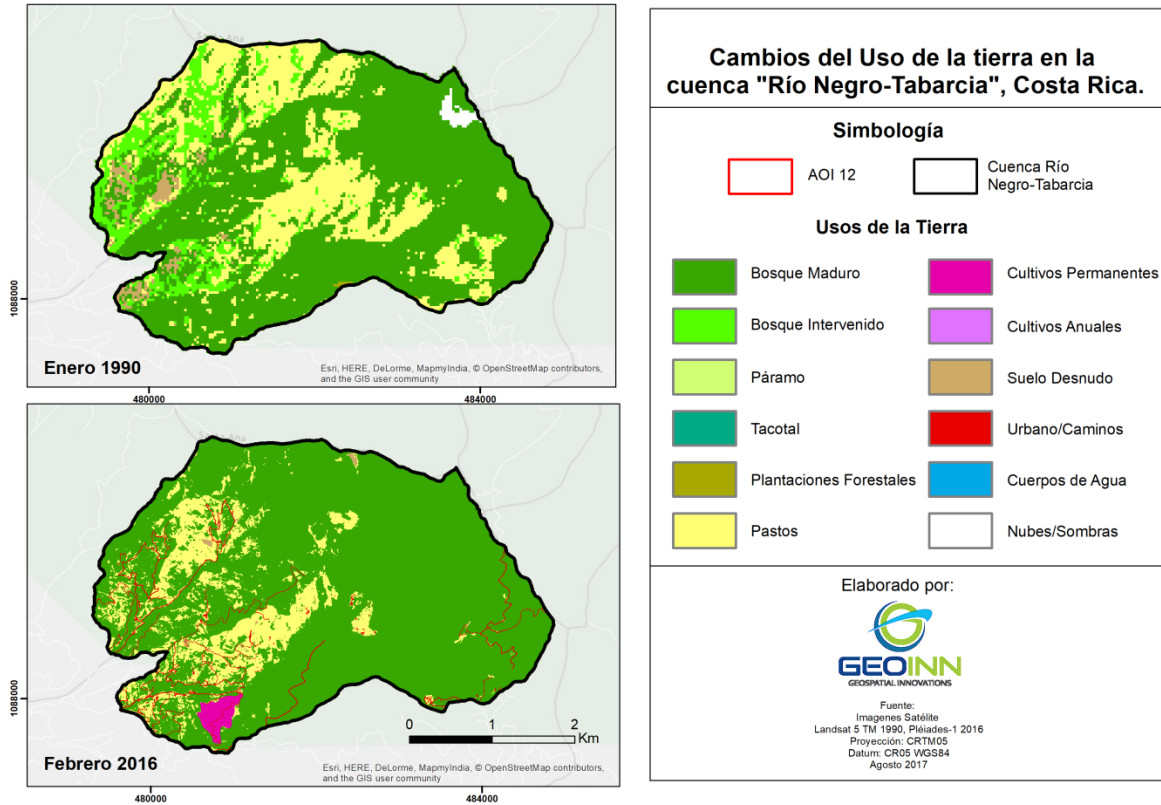 Enero 1990
Esri, HERE, DeLorme, MapmyIndia, © OpenStreetMap contributors,
and the GIS user community
1088000
480000
484000
Febrero 2016
0 1 2
Km
Esri, HERE, DeLorme, MapmyIndia, © OpenStreetMap contributors,
and the GIS user community
1088000
480000
484000
Cambios del Uso de la tierra en la
cuenca "Río Negro-Tabarcia", Costa Rica.
Simbología
AOI 12
Cuenca Río
Negro-Tabarcia
Usos de la Tierra
Bosque Maduro
Cultivos Permanentes
Bosque Intervenido
Cultivos Anuales
Páramo
Suelo Desnudo
Tacotal
Urbano/Caminos
Plantaciones Forestales
Cuerpos de Agua
Pastos
Nubes/Sombras
Elaborado por:
GEOINN
GEOSPATIAL INNOVATIONS
Fuente:
Imagenes Satélite
Landsat 5 TM 1990, Pléiades-1 2016
Proyección: CRTM05
Datum: CR05 WGS84
Agosto 2017